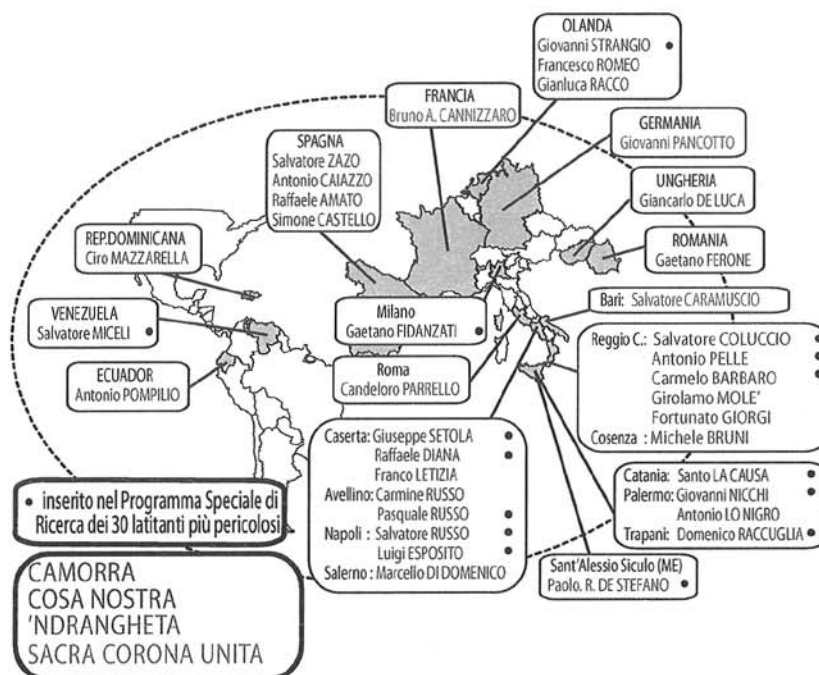 OLANDA
Giovanni STRANGIO •
Francesco ROMEO
Gianluca RACCO
FRANCIA
Bruno A. CANNIZZARO
GERMANIA
Giovanni PANCOTTO
SPAGNA
Salvatore ZAZO
Antonio CAIAZZO
Raffaele AMATO
Simone CASTELLO
UNGHERIA
Giancarlo DE LUCA
REP.DOMINICANA
Ciro MAZZARELLA
ROMANIA
Gaetano FERONE
VENEZUELA
Salvatore MICELI •
Milano
Gaetano FIDANZATI •
Bari: Salvatore CARAMUSCIO
ECUADOR
Antonio POMPILIO
Roma
Candeloro PARRELLO
Reggio C.: Salvatore COLUCCIO •
Antonio PELLE •
Carmelo BARBARO •
Girolamo MOLE'
Fortunato GIORGI
Cosenza : Michele BRUNI
Caserta: Giuseppe SETOLA •
Raffaele DIANA •
Franco LETIZIA
Avellino: Carmine RUSSO
Pasquale RUSSO •
Napoli : Salvatore RUSSO •
Luigi ESPOSITO •
Salerno : Marcello DI DOMENICO
Catania: Santo LA CAUSA •
Palermo: Giovanni NICCHI •
Antonio LO NIGRO
Trapani: Domenico RACCUGLIA •
Sant'Alessio Siculo (ME)
Paolo. R. DE STEFANO •
• inserito nel Programma Speciale di
Ricerca dei 30 latitanti più pericolosi
CAMORRA
COSA NOSTRA
'NDRANGHETA
SACRA CORONA UNITA